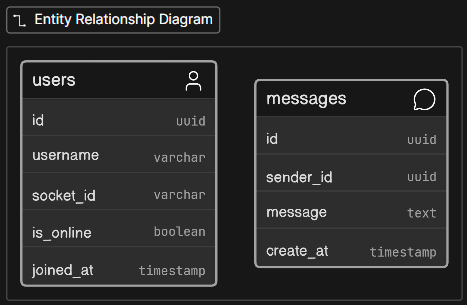 Entity Relationship Diagram
users
id uuid
username varchar
socket_id varchar
is_online boolean
joined_at timestamp
messages
id uuid
sender_id uuid
message text
create_at timestamp